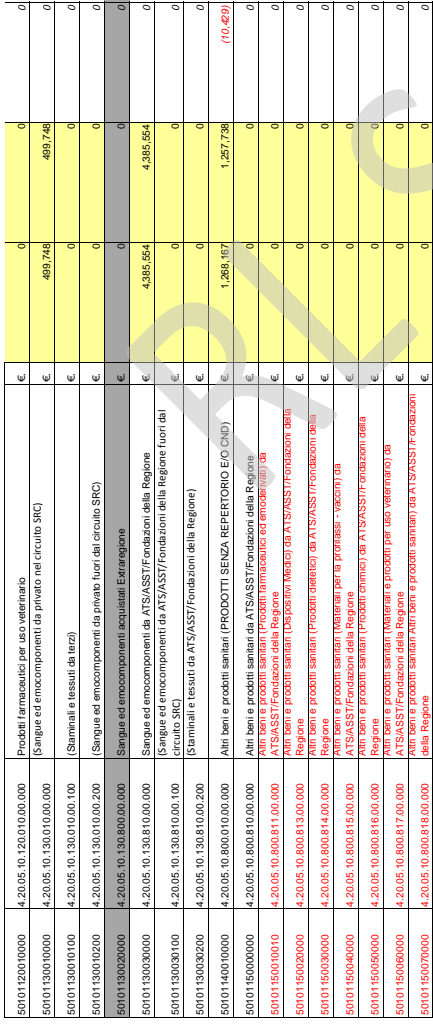 50101120010000 4.20.05.10.120.010.00.000 Prodotti farmaceutici per uso veterinario €. 0 0 0
50101130010000 4.20.05.10.130.010.00.000 (Sangue ed emocomponenti da privato nel circuito SRC) €. 499,748 499,748 0
50101130010100 4.20.05.10.130.010.00.100 (Staminali e tessuti da terzi) €. 0 0 0
50101130010200 4.20.05.10.130.010.00.200 (Sangue ed emocomponenti da privato fuori dal circuito SRC) €. 0 0 0
50101130020000 4.20.05.10.130.800.00.000 Sangue ed emocomponenti acquistati Extraregione €. 0 0 0
50101130030000 4.20.05.10.130.810.00.000 Sangue ed emocomponenti da ATS/ASST/Fondazioni della Regione €. 4,385,554 4,385,554 0
50101130030100 4.20.05.10.130.810.00.100 (Sangue ed emocomponenti da ATS/ASST/Fondazioni della Regione fuori dal
circuito SRC) €. 0 0 0
50101130030200 4.20.05.10.130.810.00.200 (Staminali e tessuti da ATS/ASST/Fondazioni della Regione) €. 0 0 0
50101140010000 4.20.05.10.800.010.00.000 Altri beni e prodotti sanitari (PRODOTTI SENZA REPERTORIO E/O CND) €. 1,268,167 1,257,738 (10,429)
50101150000000 4.20.05.10.800.810.00.000 Altri beni e prodotti sanitari da ATS/ASST/Fondazioni della Regione €. 0 0 0
50101150010010 4.20.05.10.800.811.00.000 Altri beni e prodotti sanitari (Prodotti farmaceutici ed emoderivati) da
ATS/ASST/Fondazioni della Regione €. 0 0 0
50101150020000 4.20.05.10.800.813.00.000 Altri beni e prodotti sanitari (Dispositivi Medici) da ATS/ASST/Fondazioni della
Regione €. 0 0 0
50101150030000 4.20.05.10.800.814.00.000 Altri beni e prodotti sanitari (Prodotti dietetici) da ATS/ASST/Fondazioni della
Regione €. 0 0 0
50101150040000 4.20.05.10.800.815.00.000 Altri beni e prodotti sanitari (Materiali per la profilassi - vaccini) da
ATS/ASST/Fondazioni della Regione €. 0 0 0
50101150050000 4.20.05.10.800.816.00.000 Altri beni e prodotti sanitari (Prodotti chimici) da ATS/ASST/Fondazioni della
Regione €. 0 0 0
50101150060000 4.20.05.10.800.817.00.000 Altri beni e prodotti sanitari (Materiali e prodotti per uso veterinario) da
ATS/ASST/Fondazioni della Regione €. 0 0 0
50101150070000 4.20.05.10.800.818.00.000 Altri beni e prodotti sanitari Altri beni e prodotti sanitari) da ATS/ASST/Fondazioni
della Regione €. 0 0 0
RL c